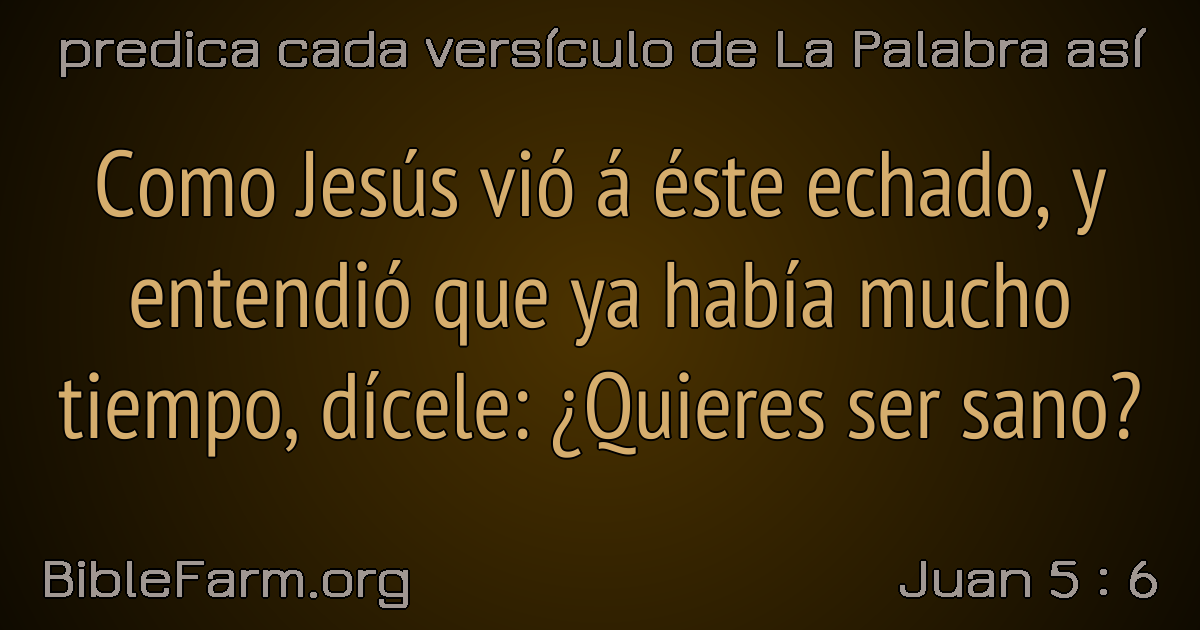 predica cada versículo de La Palabra así
Como Jesús vió á éste echado, y
entendió que ya había mucho
tiempo, dícele: ¿Quieres ser sano?
BibleFarm.org
Juan 5 : 6